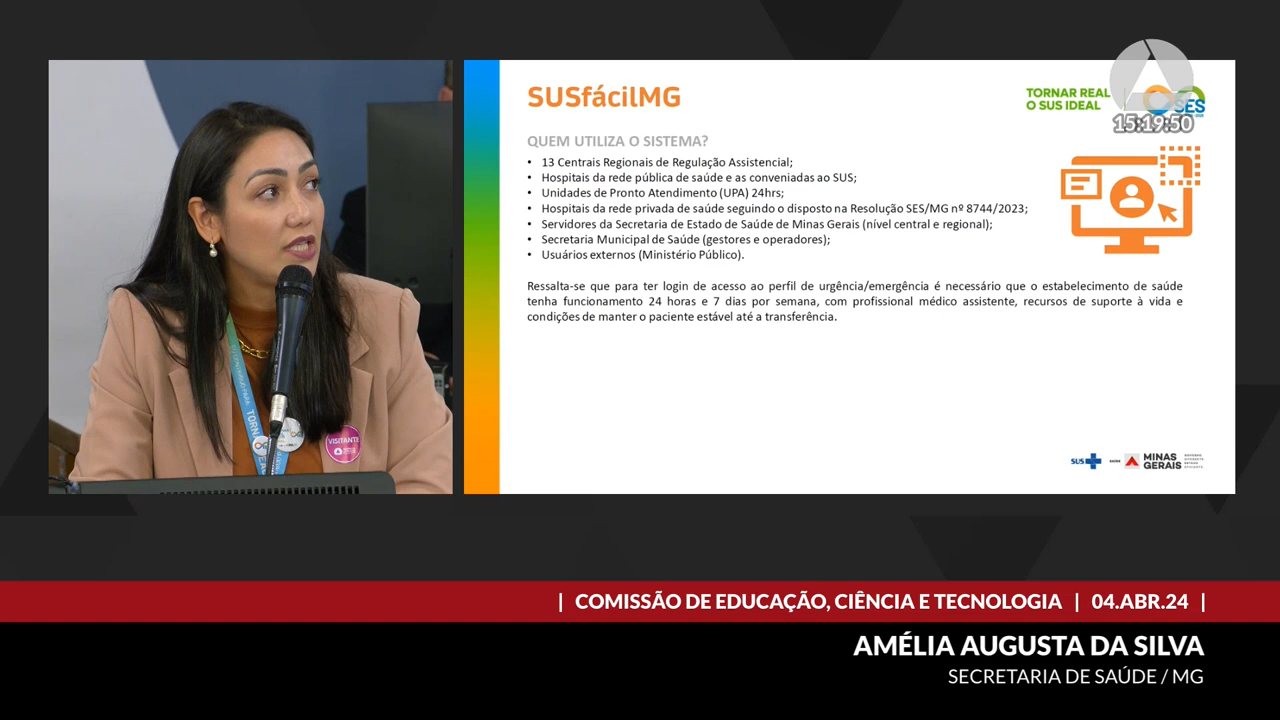 SUSfácilMG
TORNAR REAL
O SUS IDEAL
SES
15:19:50
QUEM UTILIZA O SISTEMA?
• 13 Centrais Regionais de Regulação Assistencial;
• Hospitais da rede pública de saúde e as conveniadas ao SUS;
• Unidades de Pronto Atendimento (UPA) 24hrs;
• Hospitais da rede privada de saúde seguindo o disposto na Resolução SES/MG nº 8744/2023;
• Servidores da Secretaria de Estado de Saúde de Minas Gerais (nível central e regional);
• Secretaria Municipal de Saúde (gestores e operadores);
• Usuários externos (Ministério Público).
Ressalta-se que para ter login de acesso ao perfil de urgência/emergência é necessário que o estabelecimento de saúde
tenha funcionamento 24 horas e 7 dias por semana, com profissional médico assistente, recursos de suporte à vida e
condições de manter o paciente estável até a transferência.
VISITANTE
SUS
MINAS
GERAIS
| COMISSÃO DE EDUCAÇÃO, CIÊNCIA E TECNOLOGIA | 04.ABR.24 |
AMÉLIA AUGUSTA DA SILVA
SECRETARIA DE SAÚDE / MG